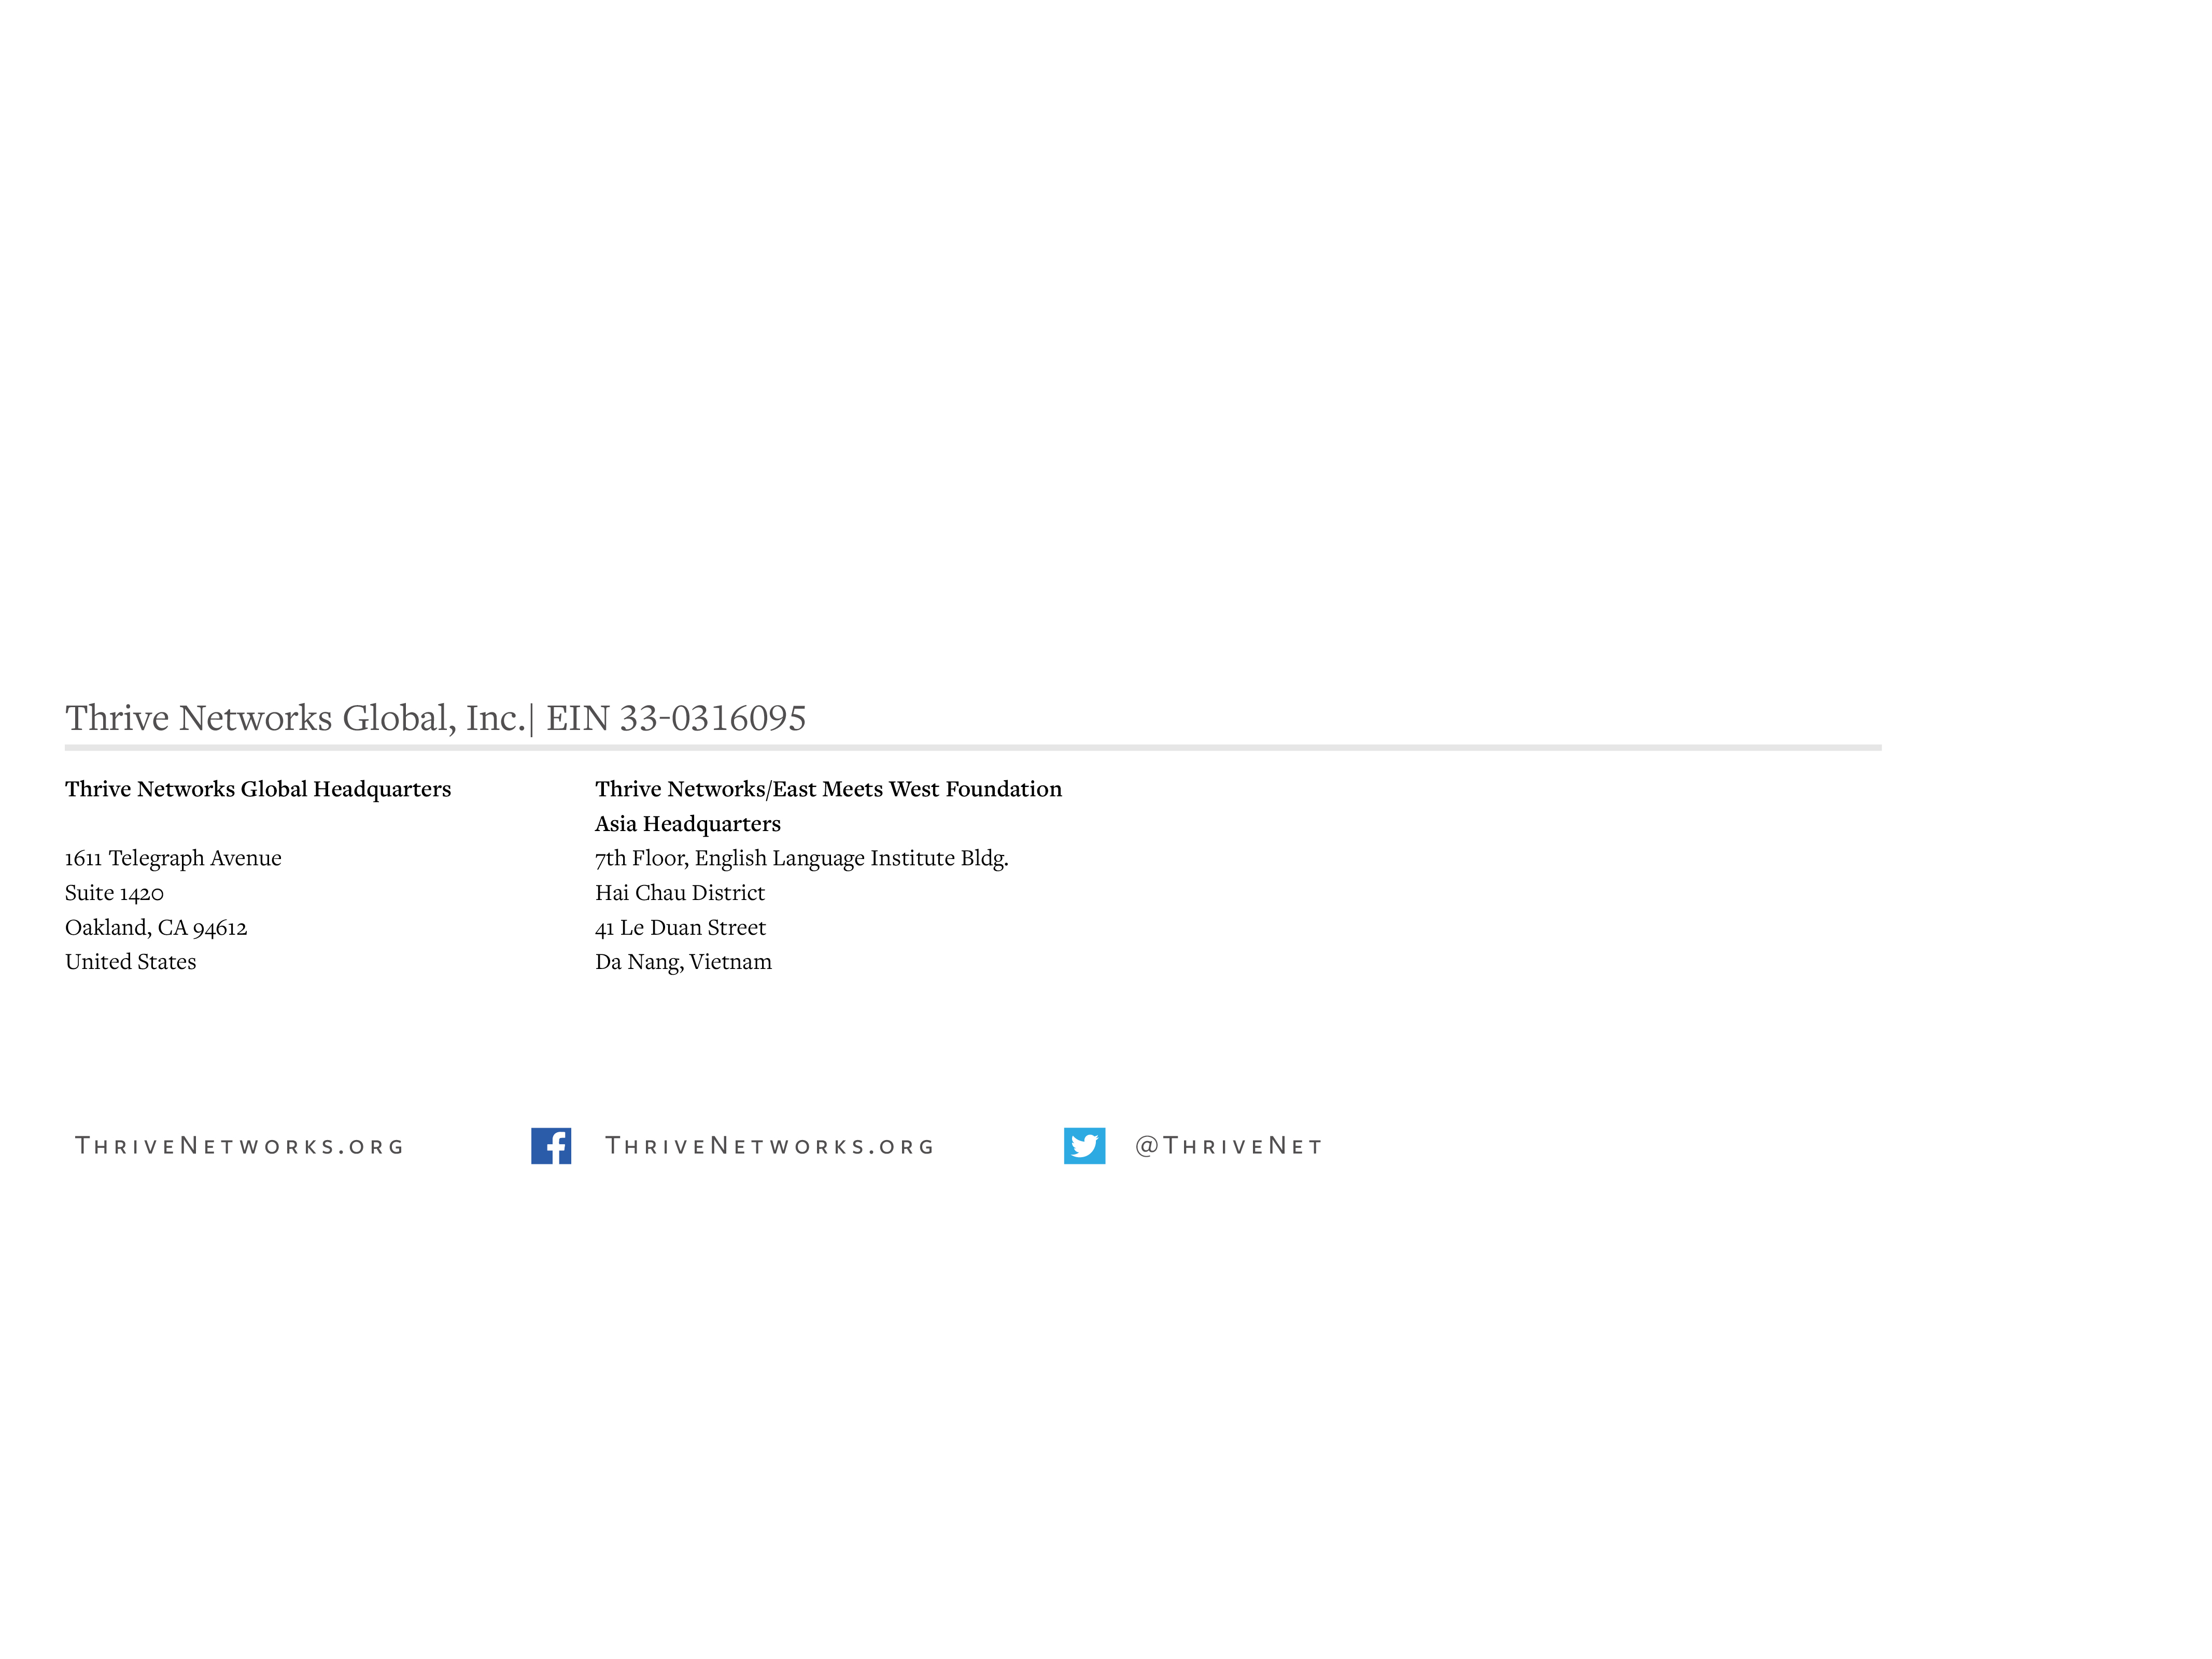 Thrive Networks Global, Inc.| EIN 33-0316095
Thrive Networks Global Headquarters
1611 Telegraph Avenue
Suite 1420
Oakland, CA 94612
United States
Thrive Networks/East Meets West Foundation
Asia Headquarters
7th Floor, English Language Institute Bldg.
Hai Chau District
41 Le Duan Street
Da Nang, Vietnam
ThriveNetworks.org
ThriveNetworks.org
@ThriveNet